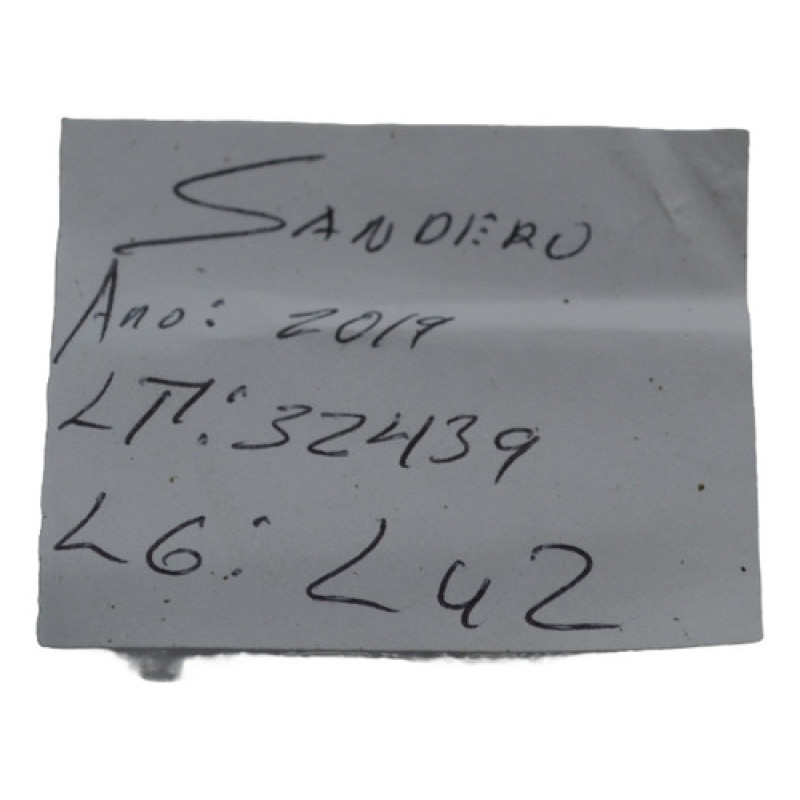 SANDERO
Ano: 2019
LT: 32439
LG: L42